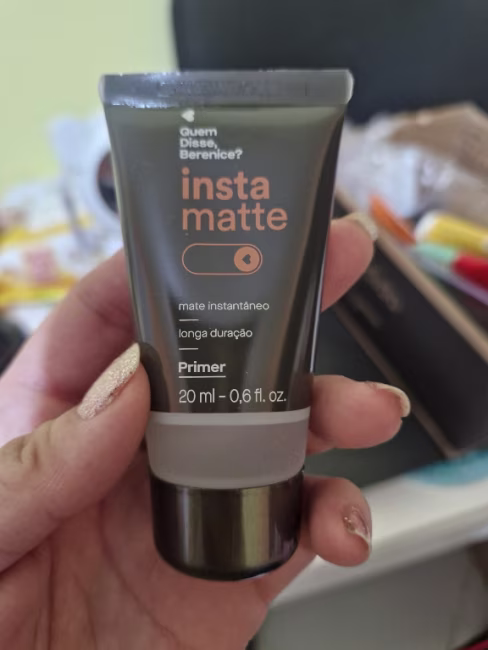 Quem
Disse,
Berenice?
insta
matte
mate instantâneo
longa duração
Primer
20 ml - 0,6 fl. oz.